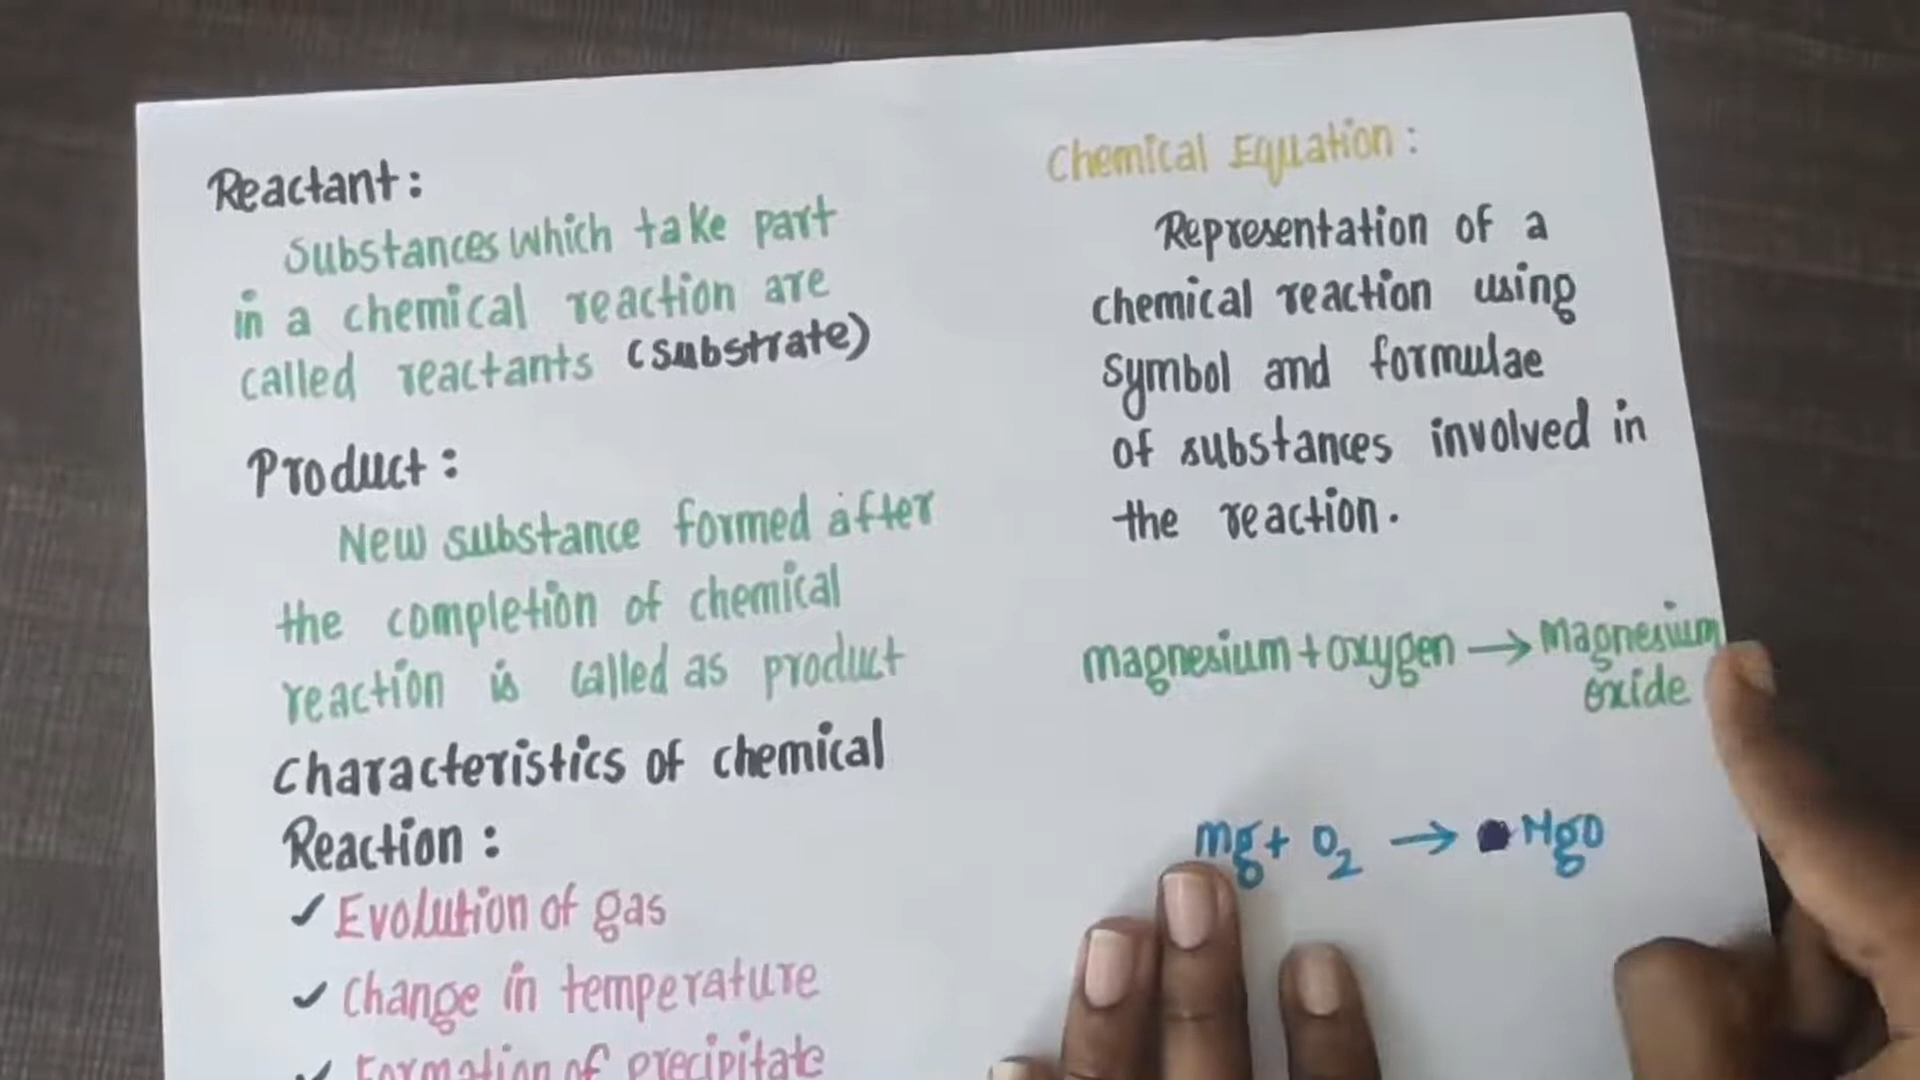 Reactant:
Substances which take part
in a chemical reaction are
called reactants (substrate)
Product:
New substance formed after
the completion of chemical
reaction is called as product
Characteristics of chemical
Reaction:
✓ Evolution of gas
✓ Change in temperature
✓ Formation of precipitate
Chemical Equation:
Representation of a
chemical reaction using
symbol and formulae
of substances involved in
the reaction.
magnesium + oxygen → Magnesium
oxide
Mg + O₂ → MgO